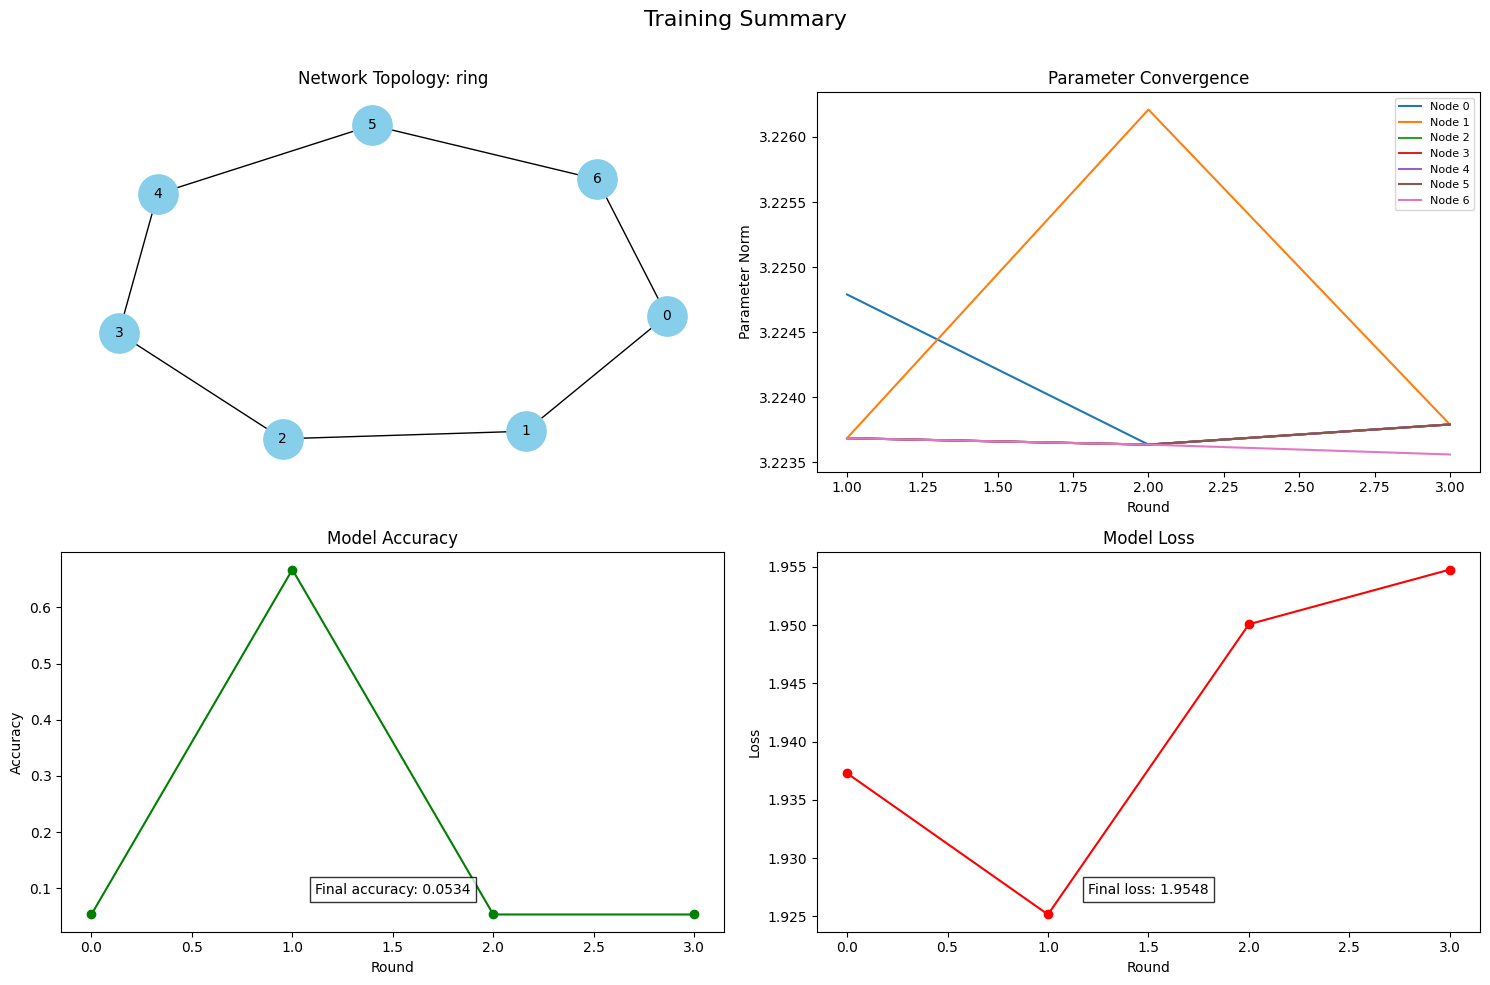 Training Summary
Network Topology: ring
5
6
4
0
3
1
2
Parameter Convergence
Node 0
Node 1
Node 2
Node 3
Node 4
Node 5
Node 6
3.2260
3.2255
3.2250
3.2245
3.2240
3.2235
Parameter Norm
1.00 1.25 1.50 1.75 2.00 2.25 2.50 2.75 3.00
Round
Model Accuracy
0.6
0.5
0.4
0.3
0.2
0.1
Accuracy
Final accuracy: 0.0534
0.0 0.5 1.0 1.5 2.0 2.5 3.0
Round
Model Loss
1.955
1.950
1.945
1.940
1.935
1.930
1.925
Loss
Final loss: 1.9548
0.0 0.5 1.0 1.5 2.0 2.5 3.0
Round